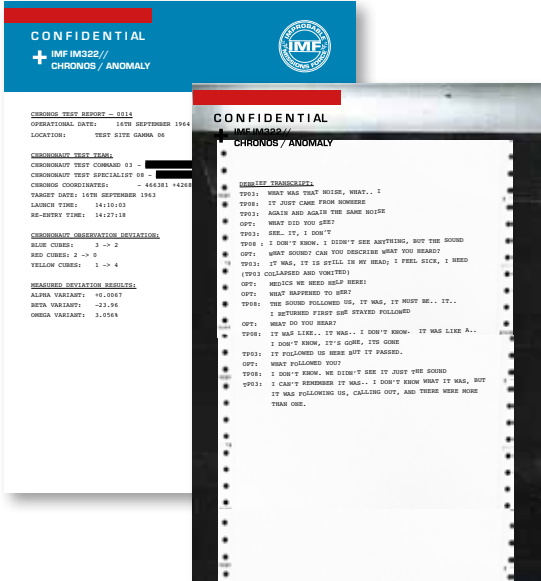 CONFIDENTIAL
IMF IM322//
CHRONOS / ANOMALY
IMPROBABLE
IMF
MISSIONS FORCE
CHRONOS TEST REPORT – 0014
OPERATIONAL DATE: 16TH SEPTEMBER 1964
LOCATION: TEST SITE GAMMA 06
CHRONONAUT TEST TEAM:
CHRONONAUT TEST COMMAND 03 –
CHRONONAUT TEST SPECIALIST 08 –
CHRONOS COORDINATES: – 466381 +4268
TARGET DATE: 16TH SEPTEMBER 1963
LAUNCH TIME: 14:10:03
RE-ENTRY TIME: 14:27:18
CHRONONAUT OBSERVATION DEVIATION:
BLUE CUBES: 3 -> 2
RED CUBES: 2 -> 0
YELLOW CUBES: 1 -> 4
MEASURED DEVIATION RESULTS:
ALPHA VARIANT: +0.0067
BETA VARIANT: -23.96
OMEGA VARIANT: 3.056%
CONFIDENTIAL
IMF IM322//
CHRONOS / ANOMALY
DEBRIEF TRANSCRIPT:
TP03: WHAT WAS THAT NOISE, WHAT.. I
TP08: IT JUST CAME FROM NOWHERE
TP03: AGAIN AND AGAIN THE SAME NOISE
OPT: WHAT DID YOU SEE?
TP03: SEE.. IT, I DON'T
TP08 : I DON'T KNOW. I DIDN'T SEE ANYTHING, BUT THE SOUND
OPT: WHAT SOUND? CAN YOU DESCRIBE WHAT YOU HEARD?
TP03: IT WAS, IT IS STILL IN MY HEAD; I FEEL SICK, I NEED
(TP03 COLLAPSED AND VOMITED)
OPT: MEDICS WE NEED HELP HERE!
OPT: WHAT HAPPENED TO HER?
TP08: THE SOUND FOLLOWED US, IT WAS, IT MUST BE.. IT..
I RETURNED FIRST SHE STAYED FOLLOWED
OPT: WHAT DO YOU HEAR?
TP08: IT WAS LIKE.. IT WAS.. I DON'T KNOW. IT WAS LIKE A..
I DON'T KNOW, IT'S GONE, ITS GONE
TP03: IT FOLLOWED US HERE BUT IT PASSED.
OPT: WHAT FOLLOWED YOU?
TP08: I DON'T KNOW. WE DIDN'T SEE IT JUST THE SOUND
TP03: I CAN'T REMEMBER IT WAS.. I DON'T KNOW WHAT IT WAS, BUT
IT WAS FOLLOWING US, CALLING OUT, AND THERE WERE MORE
THAN ONE.